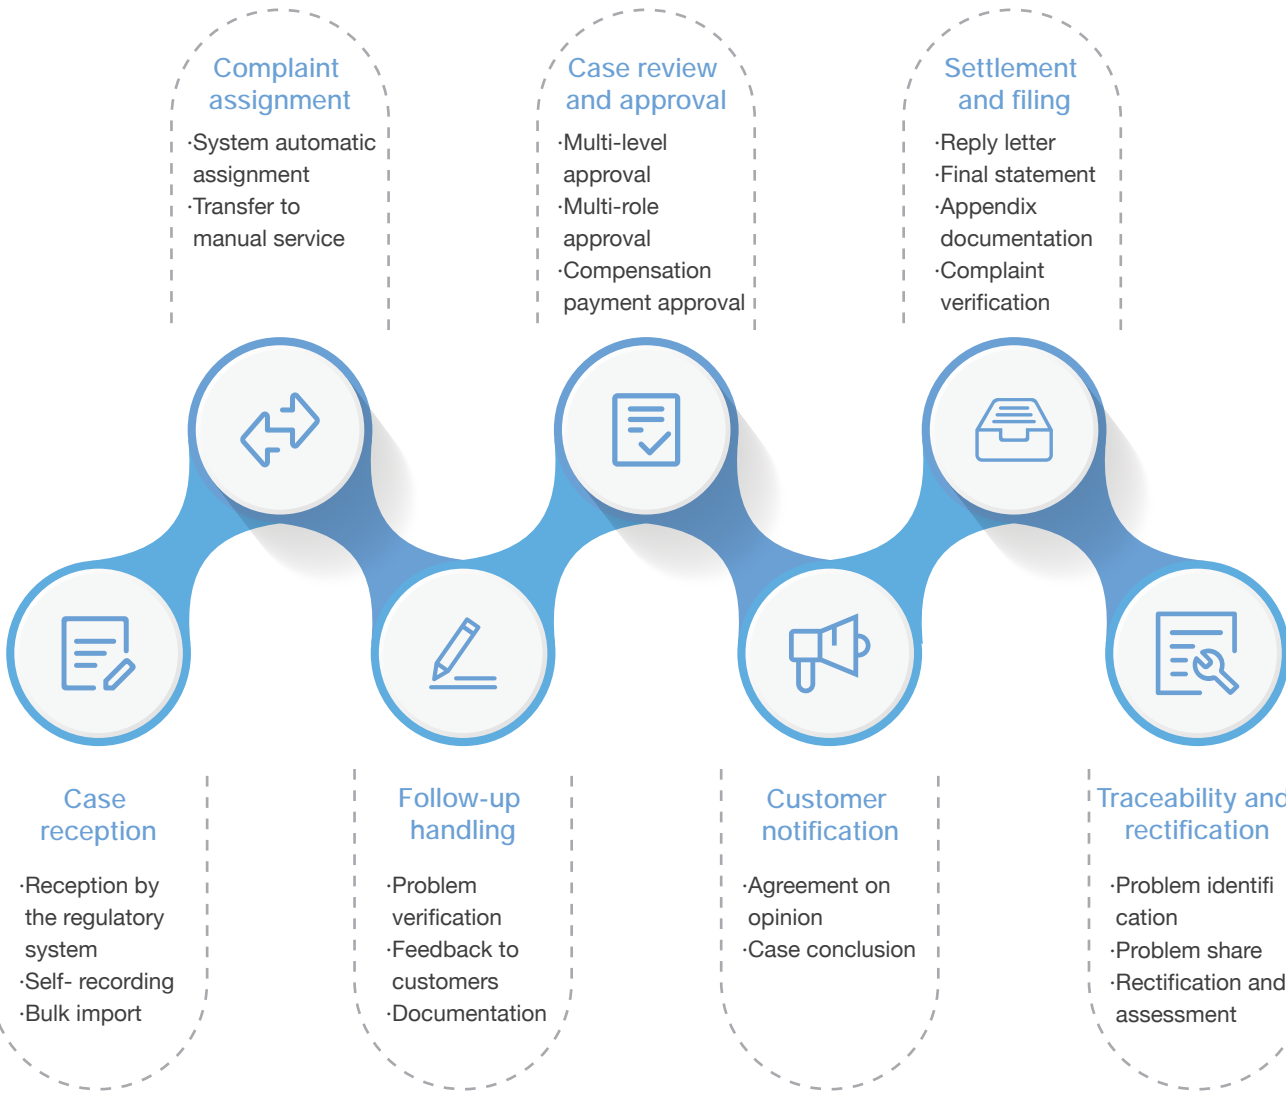 Complaint
assignment
·System automatic
assignment
·Transfer to
manual service
Case review
and approval
·Multi-level
approval
·Multi-role
approval
·Compensation
payment approval
Settlement
and filing
·Reply letter
·Final statement
·Appendix
documentation
·Complaint
verification
Case
reception
·Reception by
the regulatory
system
·Self- recording
·Bulk import
Follow-up
handling
·Problem
verification
·Feedback to
customers
·Documentation
Customer
notification
·Agreement on
opinion
·Case conclusion
Traceability and
rectification
·Problem identifi
cation
·Problem share
·Rectification and
assessment